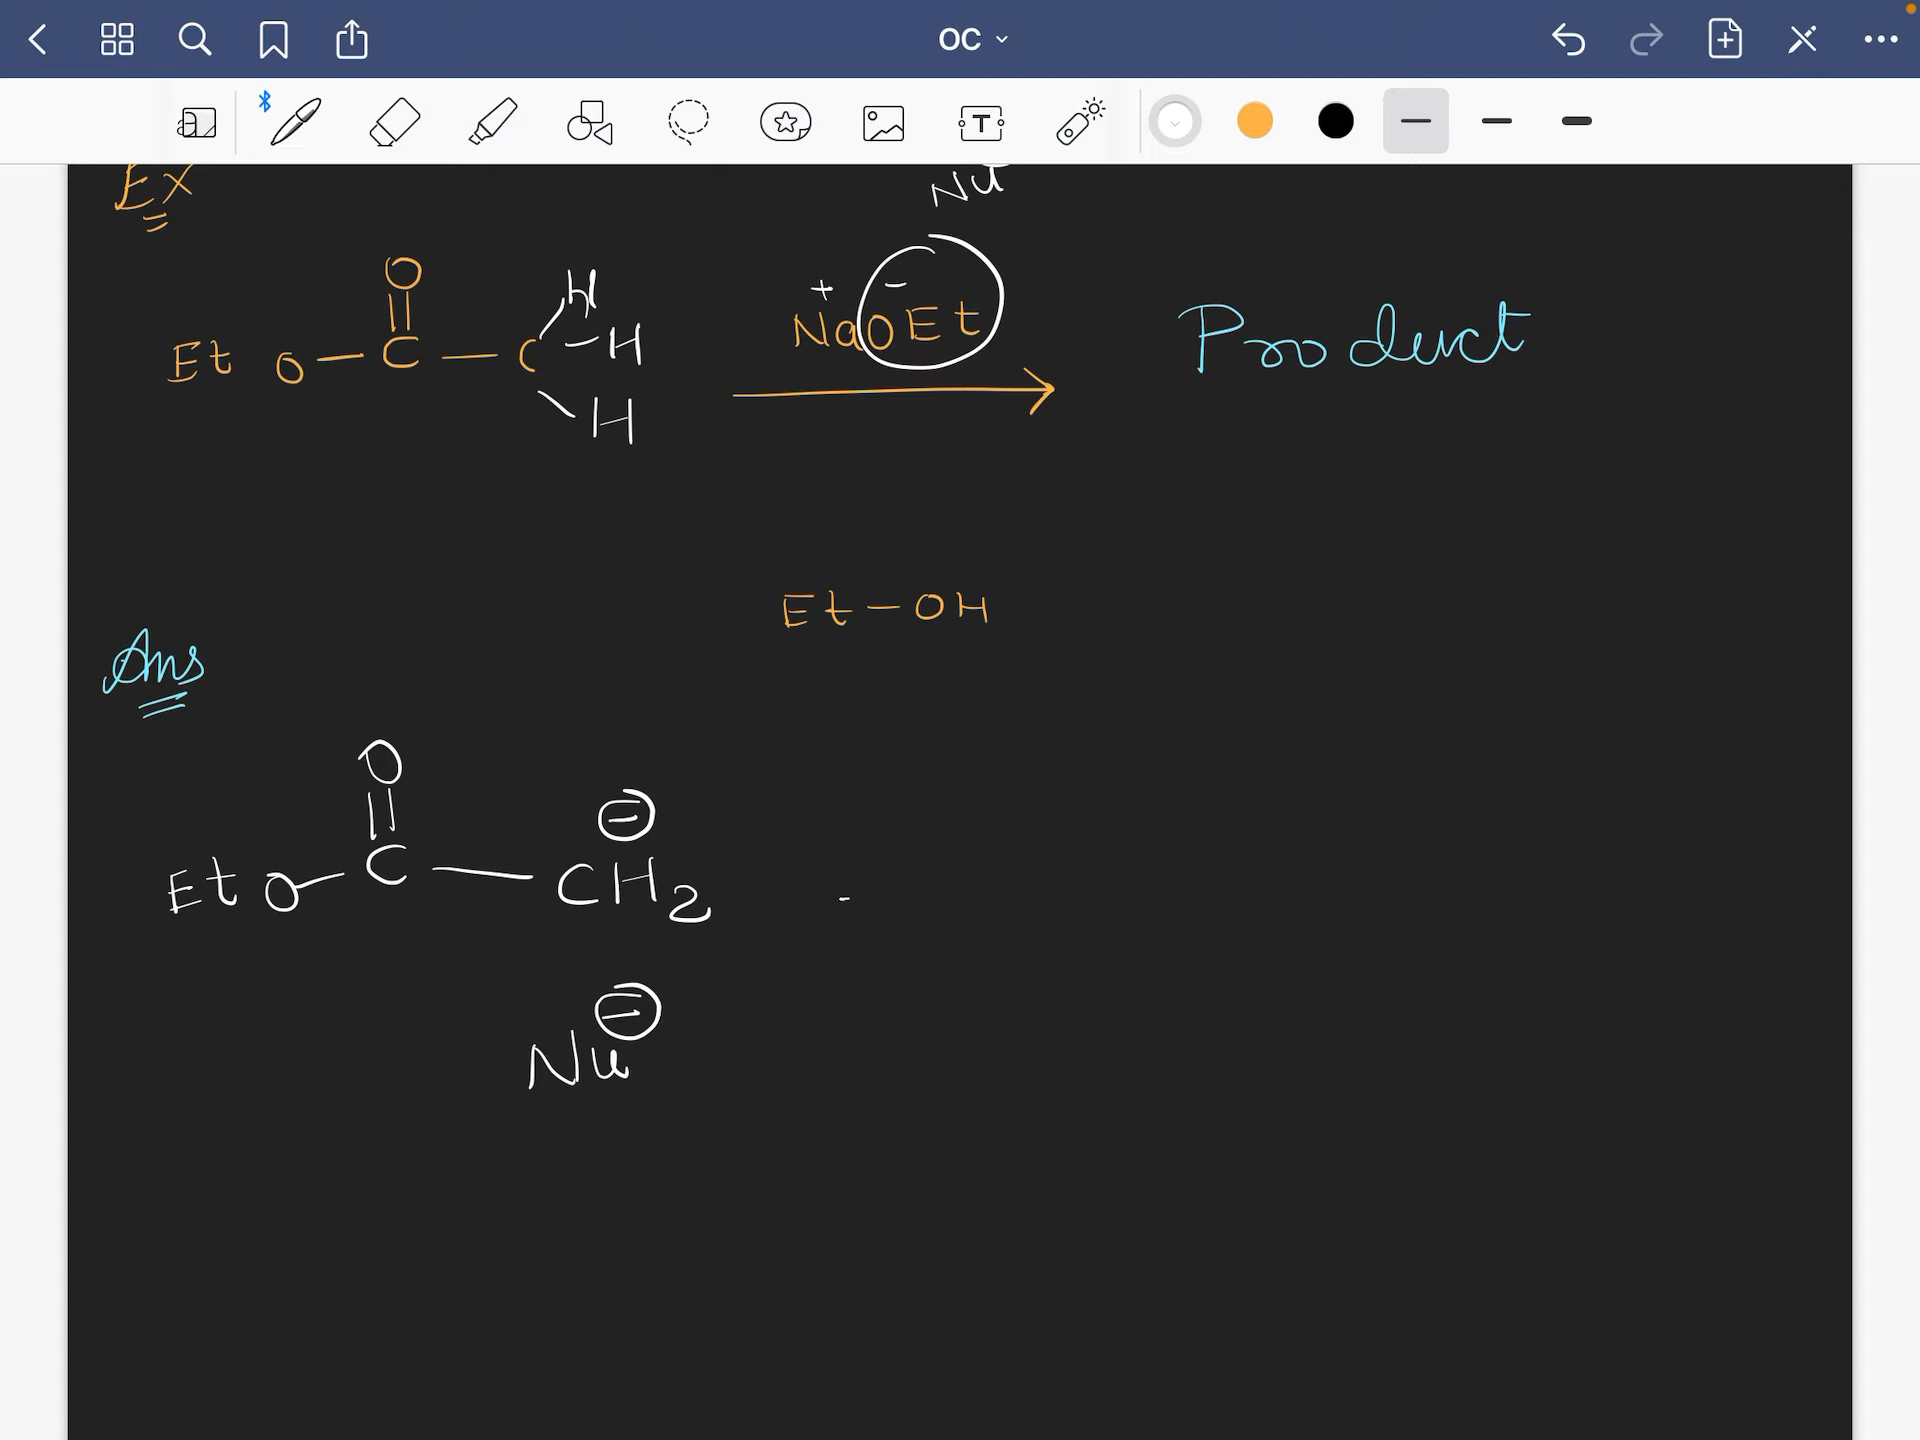 OC
Ex
Nu
O
H
+ −
NaOEt
Et O — C — C — H
H
Product
Et — OH
Ans
O
⊖
Et O — C — CH₂
⊖
Nu